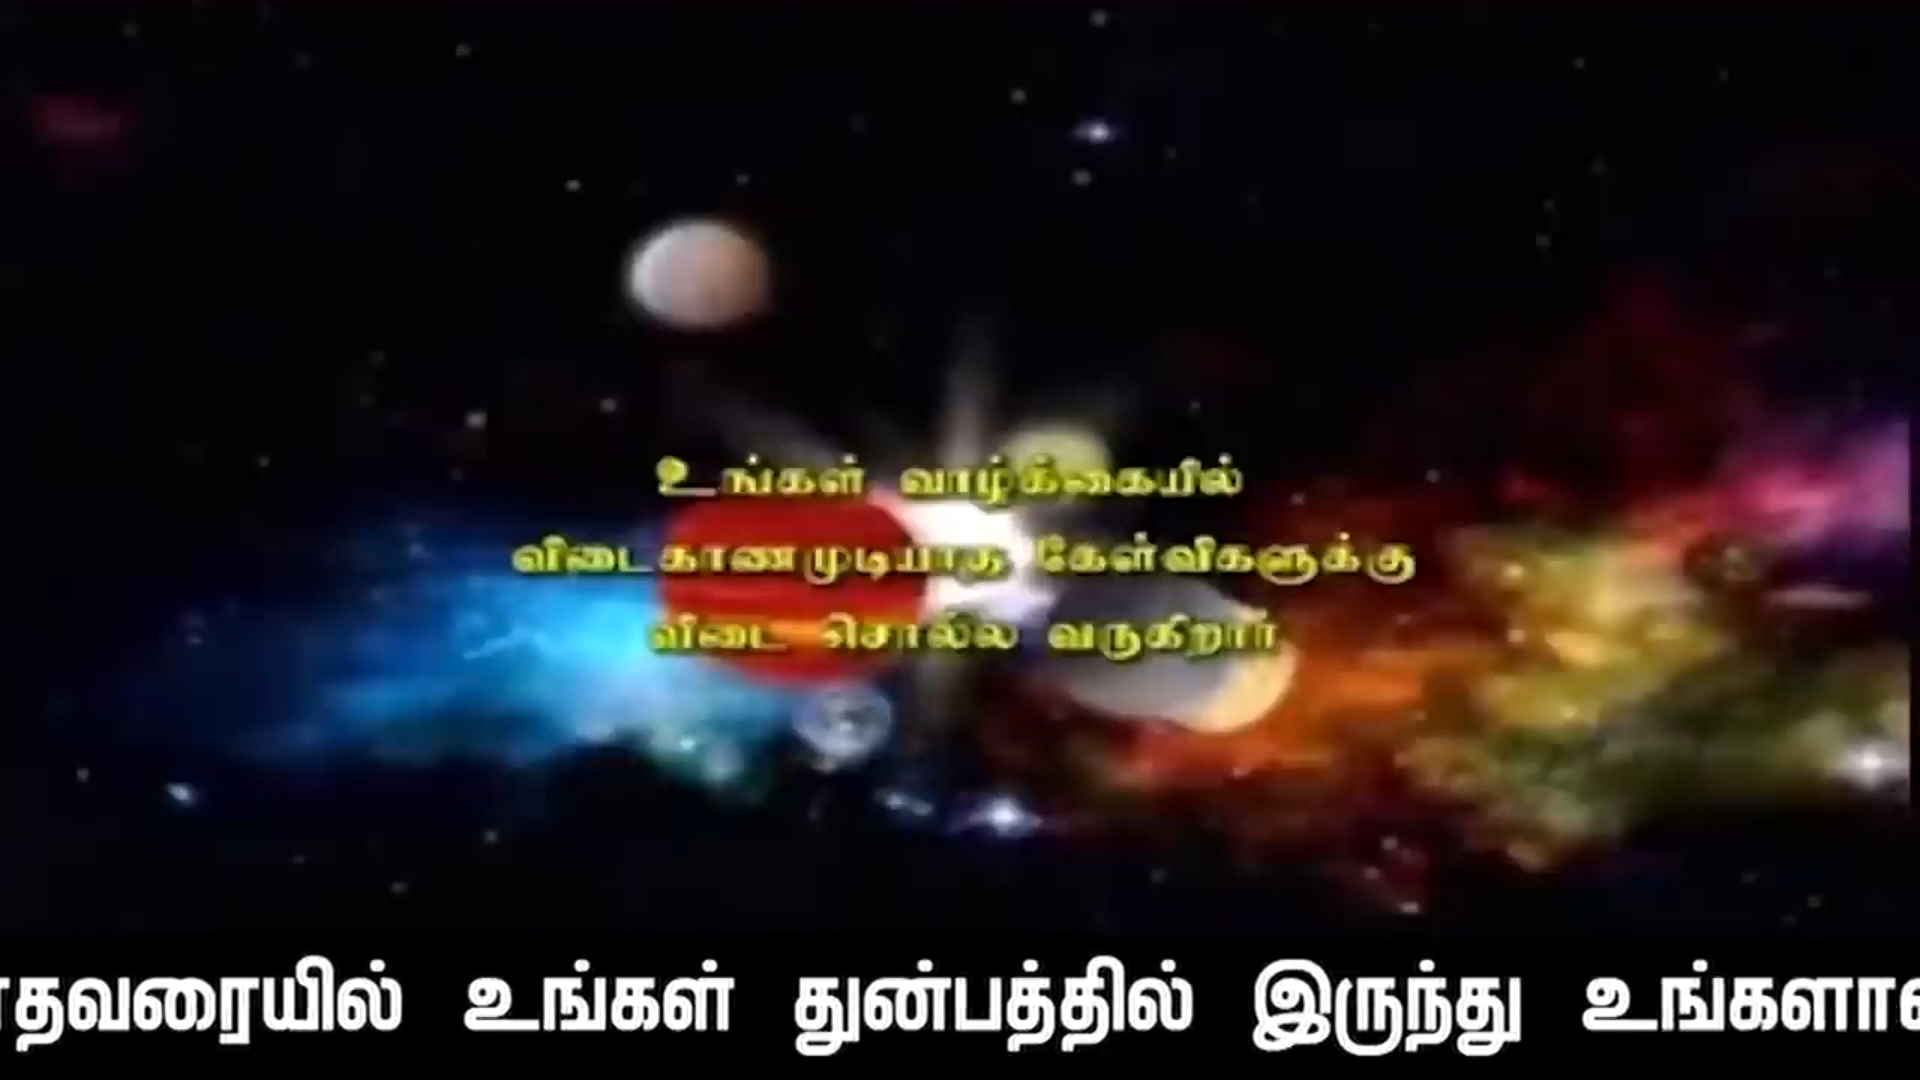 உங்கள் வாழ்க்கையில்
விடைகாணமுடியாத கேள்விகளுக்கு
விடை சொல்ல வருகிறார்
தவரையில் உங்கள் துன்பத்தில் இருந்து உங்களா